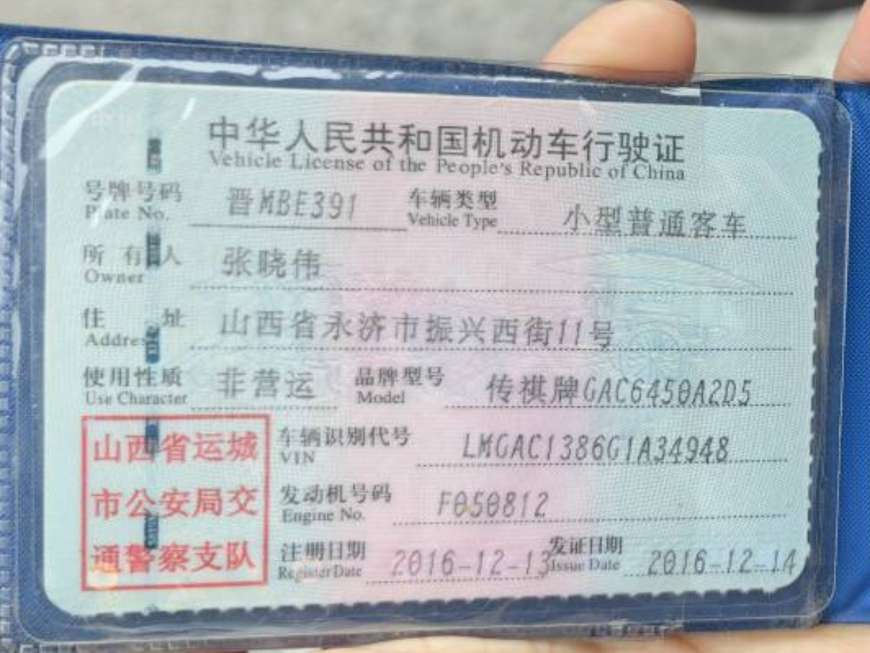 中华人民共和国机动车行驶证
Vehicle License of the People's Republic of China
号牌号码 晋MBE391 车辆类型 小型普通客车
Plate No. Vehicle Type
所有人 张晓伟
Owner
住址 山西省永济市振兴西街11号
Address
使用性质 非营运 品牌型号 传祺牌GAC6450A2D5
Use Character Model
山西省运城 车辆识别代号 LMGAC1386G1A34948
VIN
市公安局交 发动机号码 F050812
Engine No.
通警察支队 注册日期 2016-12-13 发证日期 2016-12-14
Register Date Issue Date